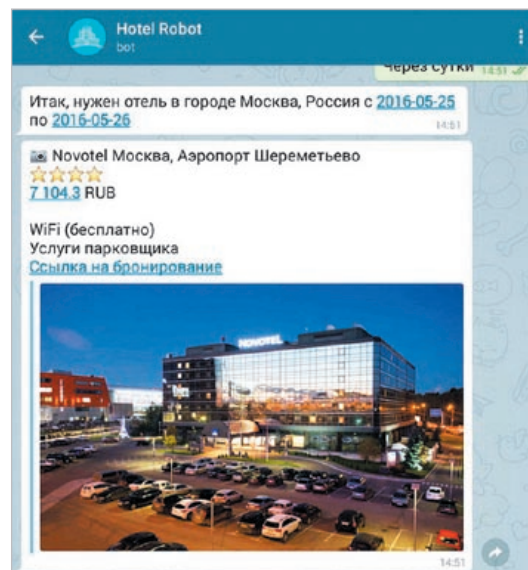 Hotel Robot
bot
Через сутки 14:51
Итак, нужен отель в городе Москва, Россия с 2016-05-25
по 2016-05-26
14:51
Novotel Москва, Аэропорт Шереметьево
7 104.3 RUB
WiFi (бесплатно)
Услуги парковщика
Ссылка на бронирование
NOVOTEL
14:51